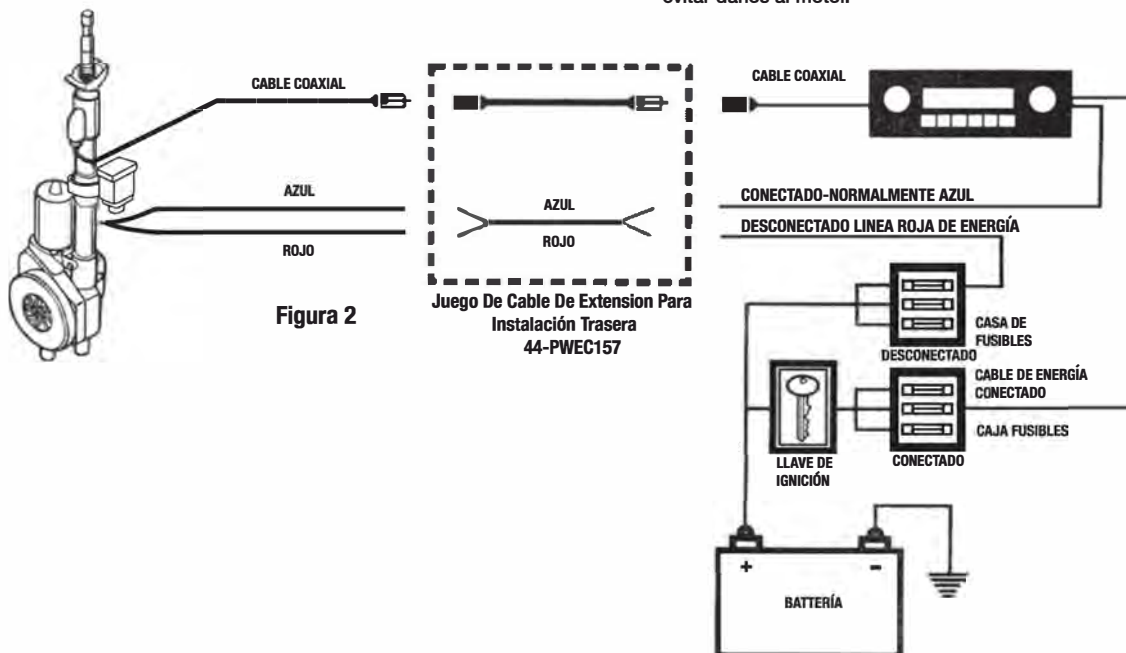 evitar daños al motor.
CABLE COAXIAL
CABLE COAXIAL
AZUL
ROJO
AZUL
ROJO
CONECTADO-NORMALMENTE AZUL
DESCONECTADO LINEA ROJA DE ENERGÍA
Figura 2
Juego De Cable De Extension Para
Instalación Trasera
44-PWEC157
CASA DE
FUSIBLES
DESCONECTADO
CABLE DE ENERGÍA
CONECTADO
CAJA FUSIBLES
CONECTADO
LLAVE DE
IGNICIÓN
+
-
BATTERÍA